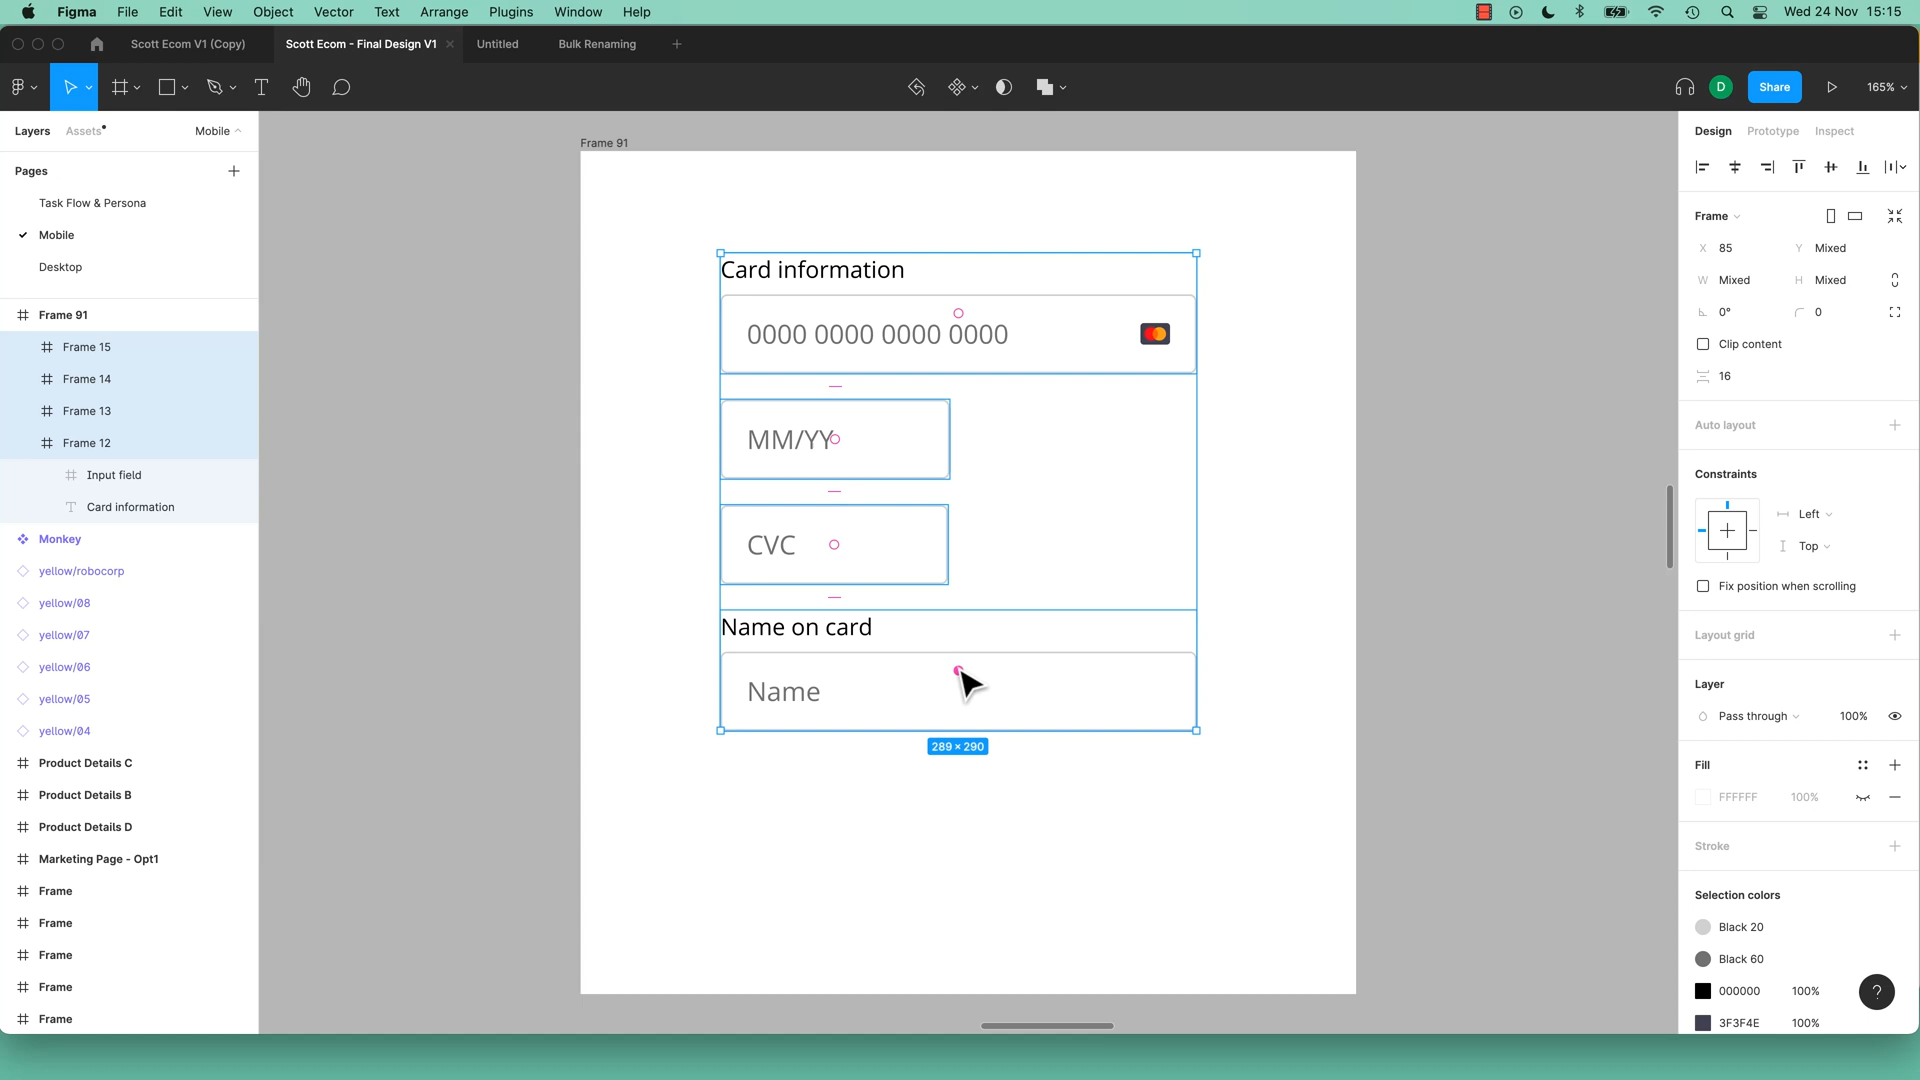 Figma File Edit View Object Vector Text Arrange Plugins Window Help Wed 24 Nov 15:15
Scott Ecom V1 (Copy) Scott Ecom - Final Design V1 Untitled Bulk Renaming
D Share 165%
Layers Assets Mobile
Pages
Task Flow & Persona
Mobile
Desktop
Frame 91
Frame 15
Frame 14
Frame 13
Frame 12
Input field
Card information
Monkey
yellow/robocorp
yellow/08
yellow/07
yellow/06
yellow/05
yellow/04
Product Details C
Product Details B
Product Details D
Marketing Page - Opt1
Frame
Frame
Frame
Frame
Frame
Frame 91
Card information
0000 0000 0000 0000
MM/YY
CVC
Name on card
Name
289 × 290
Design Prototype Inspect
Frame
X 85 Y Mixed
W Mixed H Mixed
0° 0
Clip content
16
Auto layout
Constraints
Left
Top
Fix position when scrolling
Layout grid
Layer
Pass through 100%
Fill
FFFFFF 100%
Stroke
Selection colors
Black 20
Black 60
000000 100%
3F3F4E 100%
?